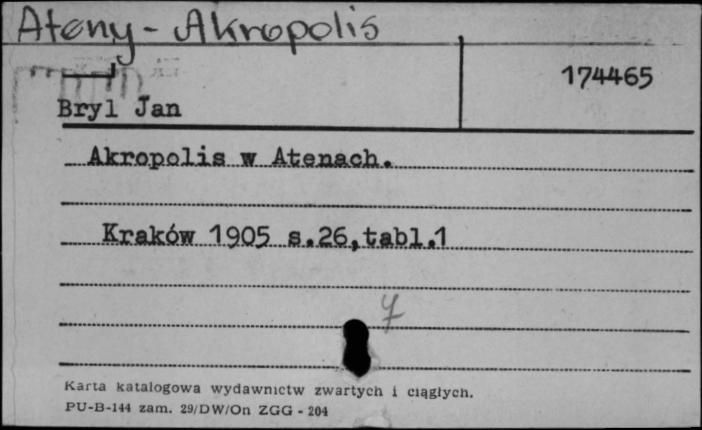 Ateny - Akropolis
174465
Bryl Jan
Akropolis w Atenach.
Kraków 1905 s.26,tabl.1
4
Karta katalogowa wydawnictw zwartych i ciągłych.
PU-B-144 zam. 29/DW/On ZGG - 204